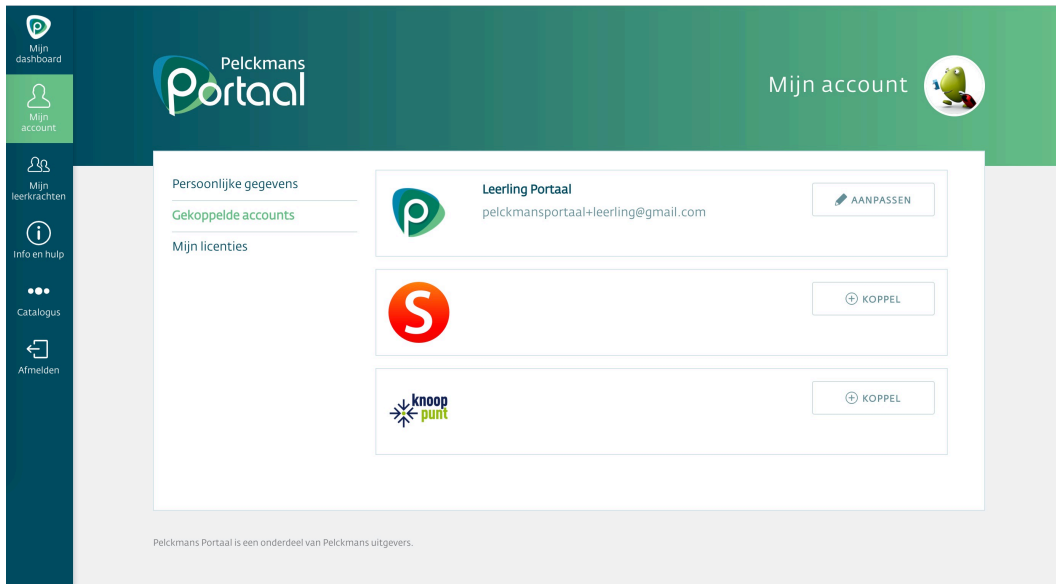 Mijn
dashboard
Mijn
account
Mijn
leerkrachten
Info en hulp
Catalogus
Afmelden
Pelckmans
Portaal
Mijn account
Persoonlijke gegevens
Gekoppelde accounts
Mijn licenties
Leerling Portaal
pelckmansportaal+leerling@gmail.com
AANPASSEN
S
KOPPEL
knoop
punt
KOPPEL
Pelckmans Portaal is een onderdeel van Pelckmans uitgevers.